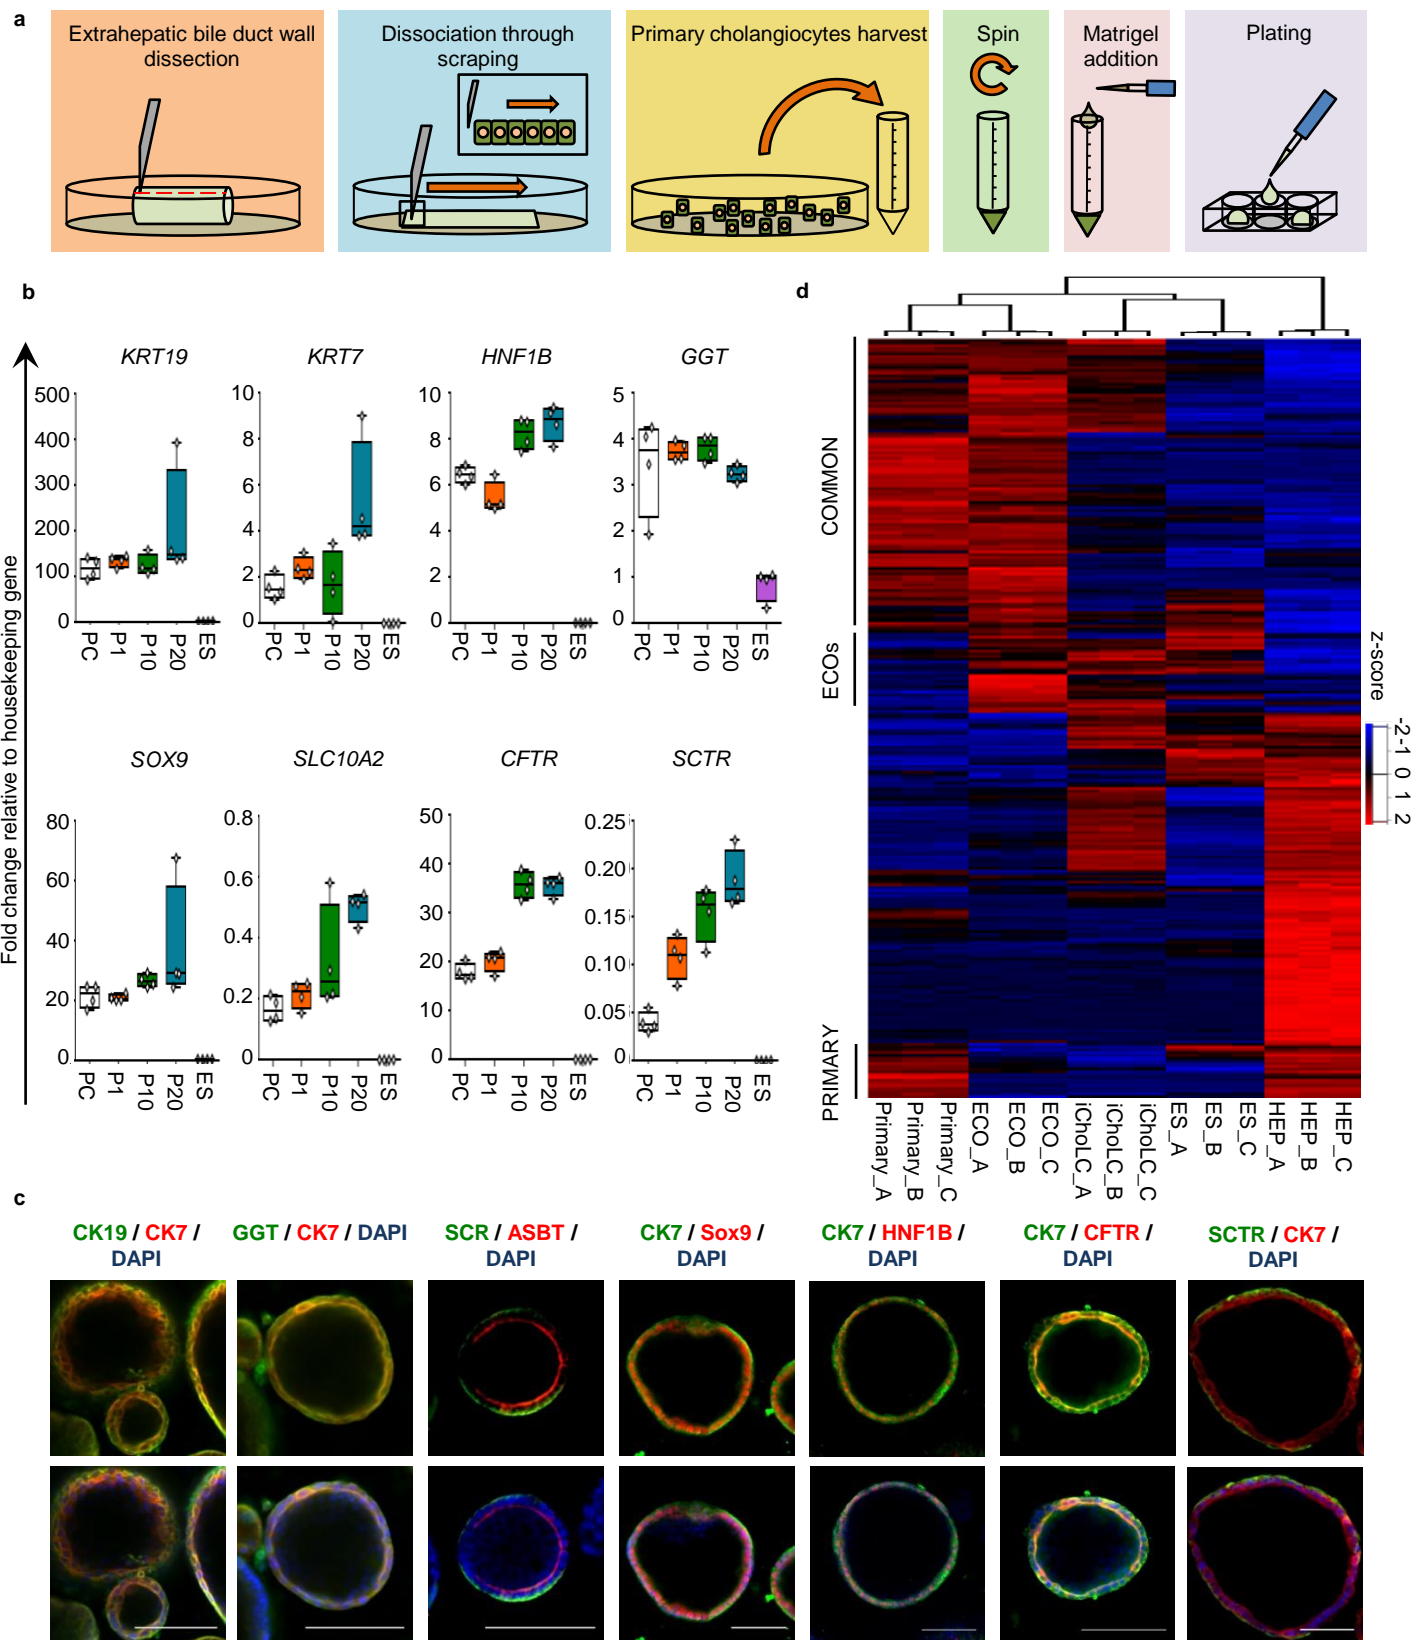 a
Extrahepatic bile duct wall
dissection
Dissociation through
scraping
Primary cholangiocytes harvest
Spin
Matrigel
addition
Plating
b
Fold change relative to housekeeping gene
KRT19
500
400
300
200
100
0
PC
P1
P10
P20
ES
KRT7
10
8
6
4
2
0
PC
P1
P10
P20
ES
HNF1B
10
8
6
4
2
0
PC
P1
P10
P20
ES
GGT
5
4
3
2
1
0
PC
P1
P10
P20
ES
SOX9
80
60
40
20
0
PC
P1
P10
P20
ES
SLC10A2
0.8
0.6
0.4
0.2
0
PC
P1
P10
P20
ES
CFTR
50
40
30
20
10
0
PC
P1
P10
P20
ES
SCTR
0.25
0.20
0.15
0.10
0.05
0
PC
P1
P10
P20
ES
d
COMMON
ECOs
PRIMARY
z-score
-2
-1
0
1
2
Primary_A
Primary_B
Primary_C
ECO_A
ECO_B
ECO_C
iChoLC_A
iChoLC_B
iChoLC_C
ES_A
ES_B
ES_C
HEP_A
HEP_B
HEP_C
c
CK19 / CK7 /
DAPI
GGT / CK7 / DAPI
SCR / ASBT /
DAPI
CK7 / Sox9 /
DAPI
CK7 / HNF1B /
DAPI
CK7 / CFTR /
DAPI
SCTR / CK7 /
DAPI